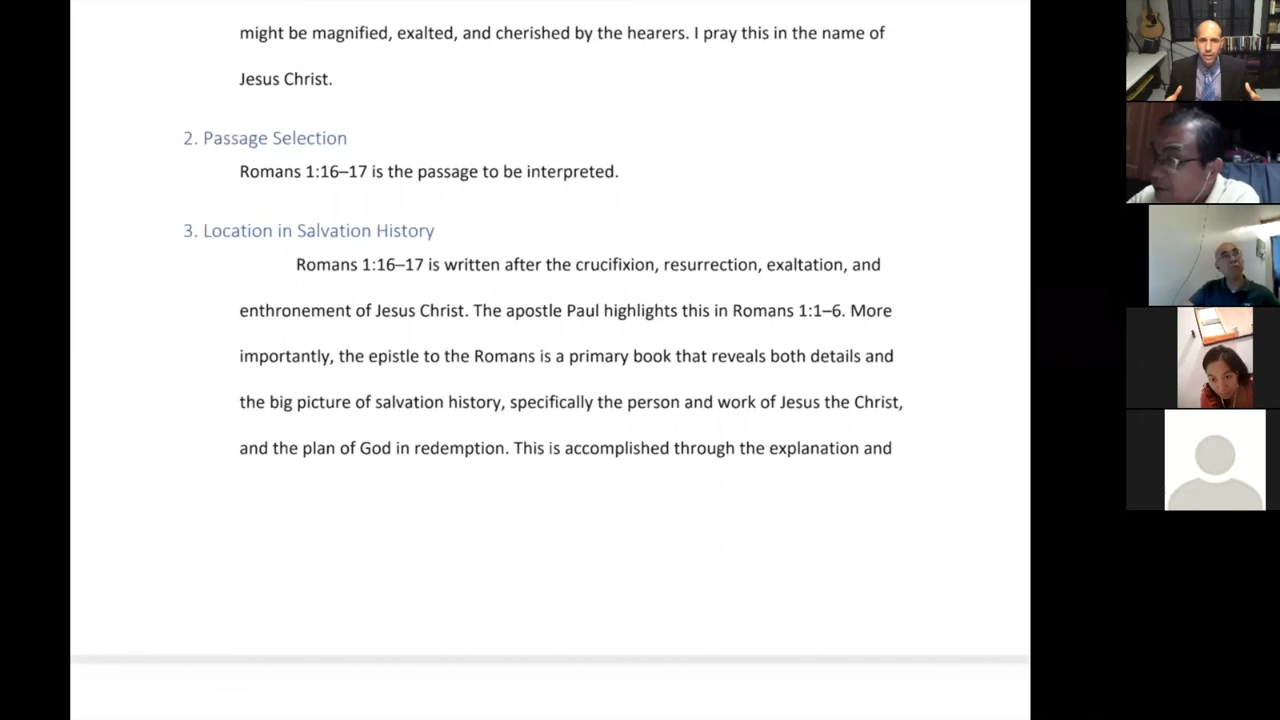 might be magnified, exalted, and cherished by the hearers. I pray this in the name of
Jesus Christ.
2. Passage Selection
Romans 1:16–17 is the passage to be interpreted.
3. Location in Salvation History
Romans 1:16–17 is written after the crucifixion, resurrection, exaltation, and
enthronement of Jesus Christ. The apostle Paul highlights this in Romans 1:1–6. More
importantly, the epistle to the Romans is a primary book that reveals both details and
the big picture of salvation history, specifically the person and work of Jesus the Christ,
and the plan of God in redemption. This is accomplished through the explanation and